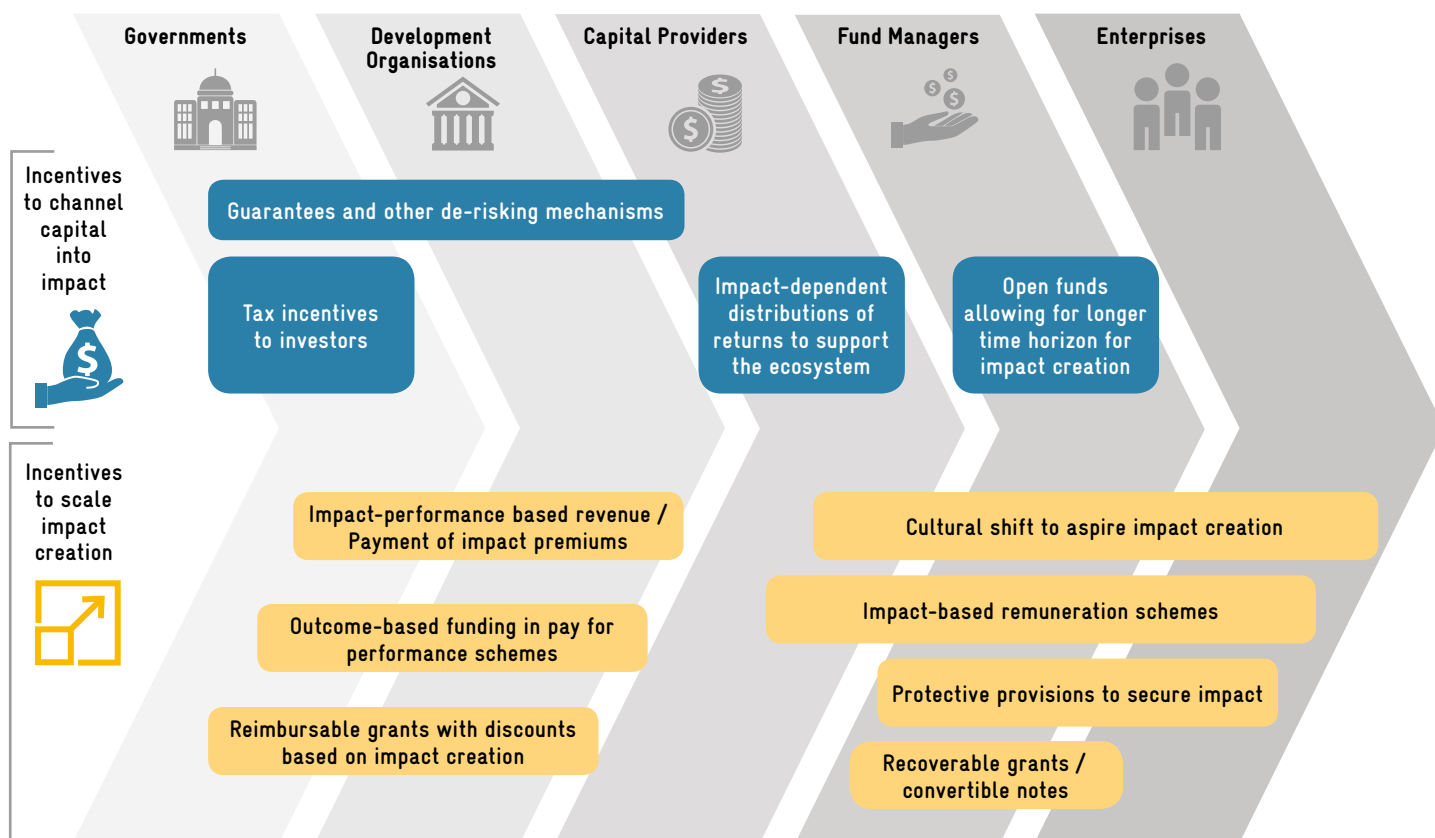 Governments
Development
Organisations
Capital Providers
Fund Managers
Enterprises
$
$
$
$
$
Incentives
to channel
capital
into
impact
$
Guarantees and other de-risking mechanisms
Tax incentives
to investors
Impact-dependent
distributions of
returns to support
the ecosystem
Open funds
allowing for longer
time horizon for
impact creation
Incentives
to scale
impact
creation
Impact-performance based revenue /
Payment of impact premiums
Cultural shift to aspire impact creation
Outcome-based funding in pay for
performance schemes
Impact-based remuneration schemes
Protective provisions to secure impact
Reimbursable grants with discounts
based on impact creation
Recoverable grants /
convertible notes